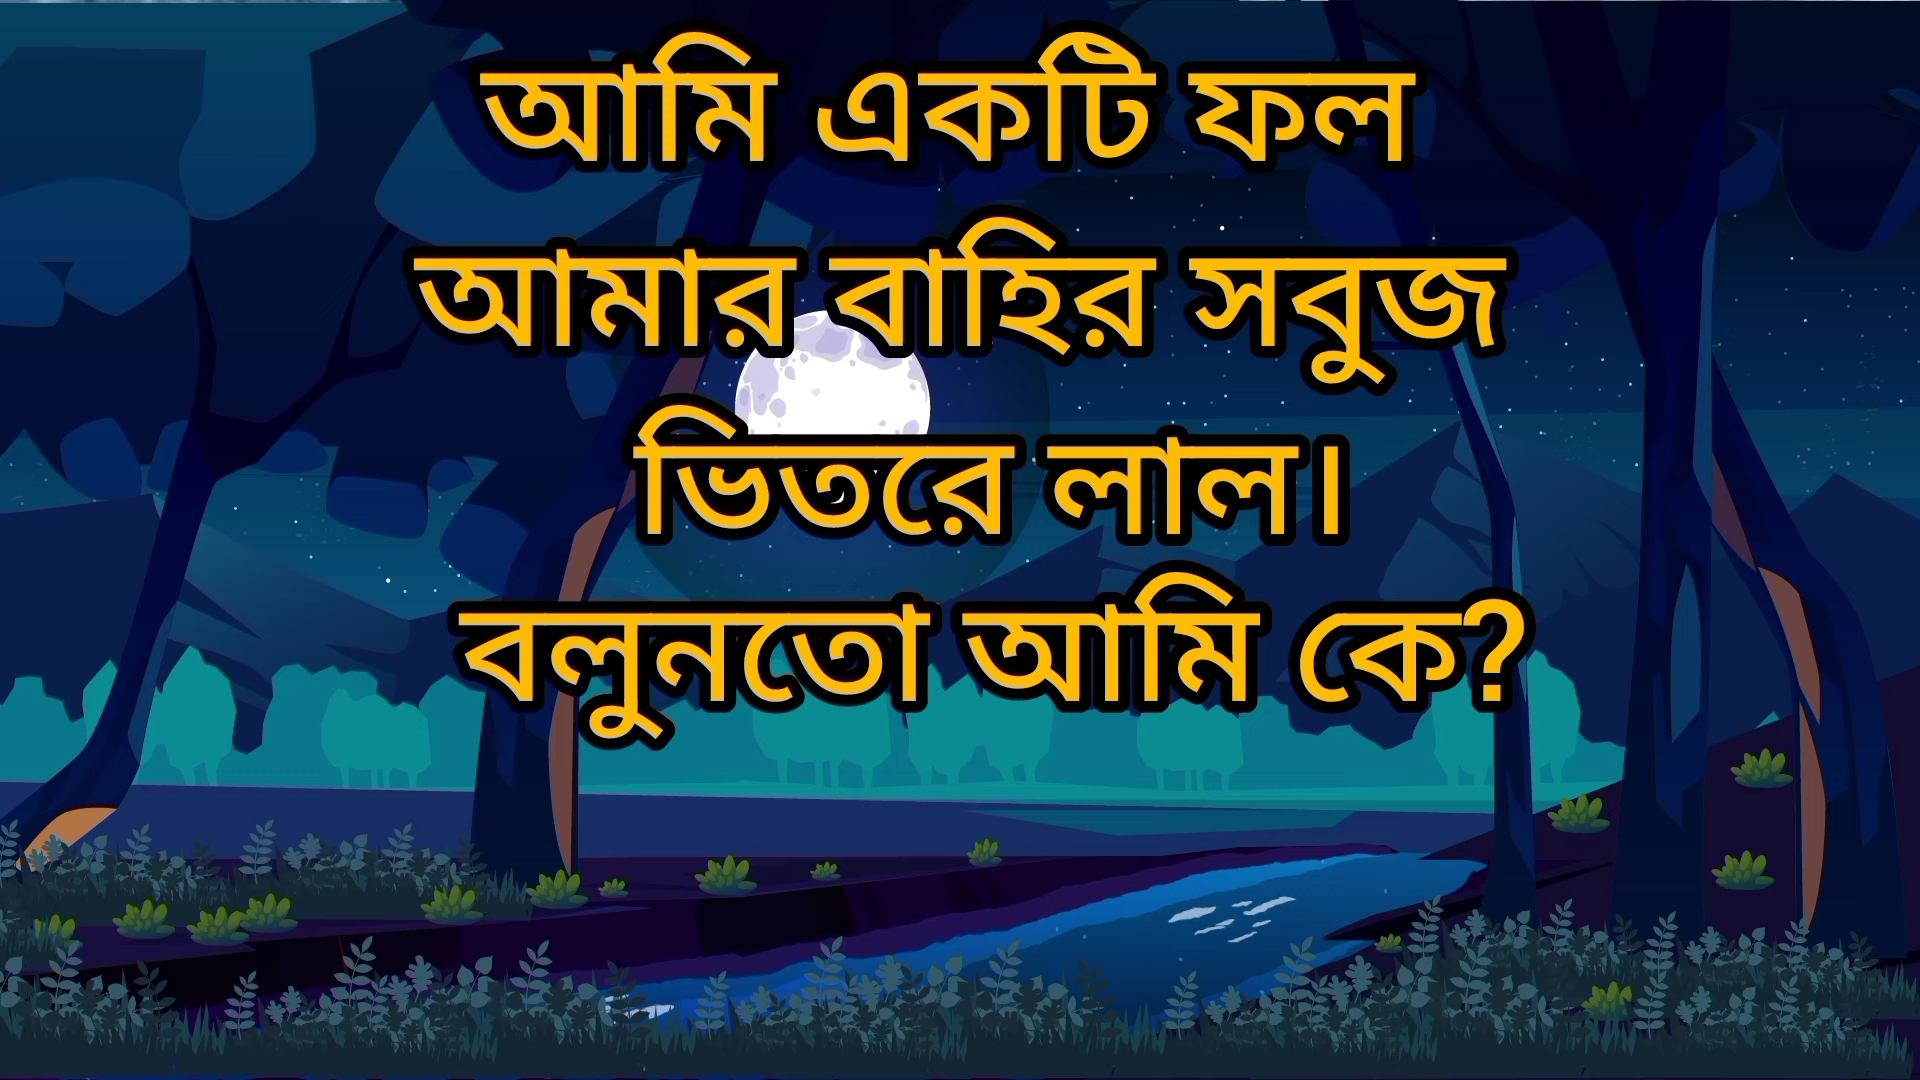 আমি একটি ফল
আমার বাহির সবুজ
ভিতরে লাল।
বলুনতো আমি কে?